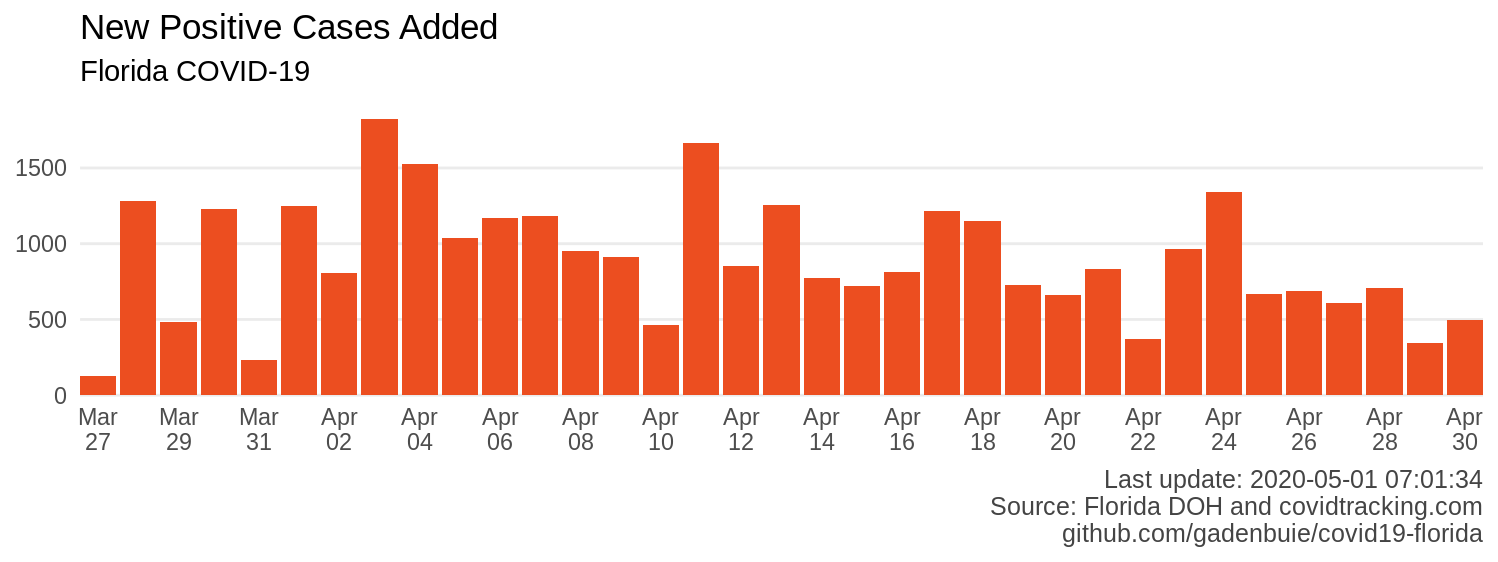 New Positive Cases Added
Florida COVID-19
1500
1000
500
0
Mar Mar Mar Apr Apr Apr Apr Apr Apr Apr Apr Apr Apr Apr Apr Apr Apr Apr
27 29 31 02 04 06 08 10 12 14 16 18 20 22 24 26 28 30
Last update: 2020-05-01 07:01:34
Source: Florida DOH and covidtracking.com
github.com/gadenbuie/covid19-florida